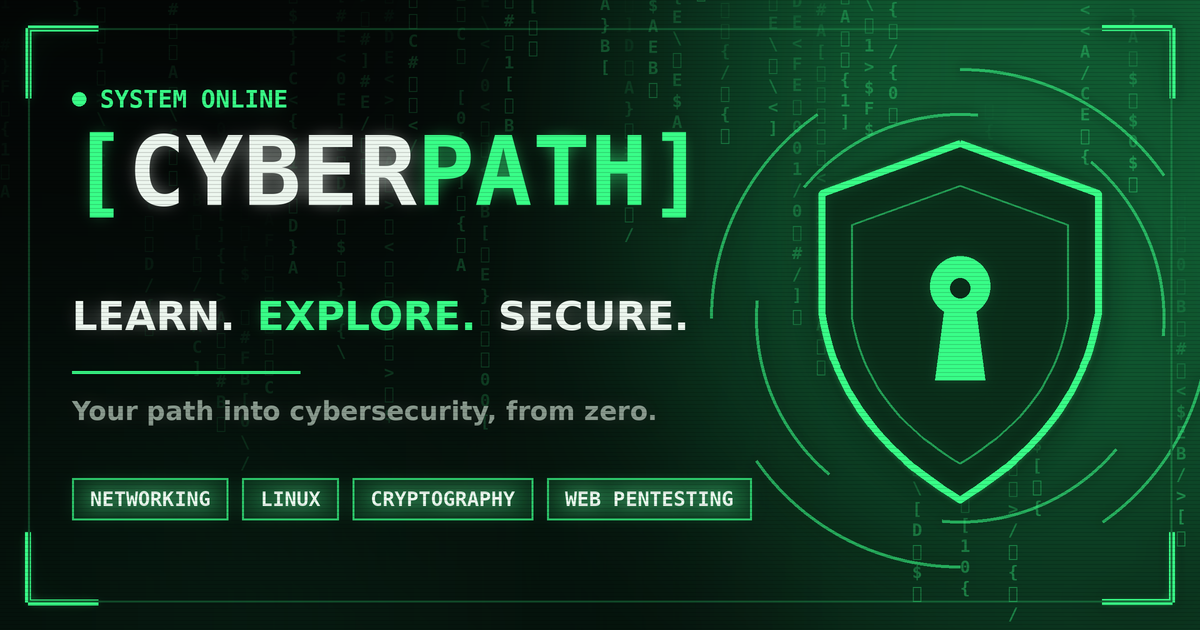 SYSTEM ONLINE
[CYBERPATH]
LEARN. EXPLORE. SECURE.
Your path into cybersecurity, from zero.
NETWORKING LINUX CRYPTOGRAPHY WEB PENTESTING